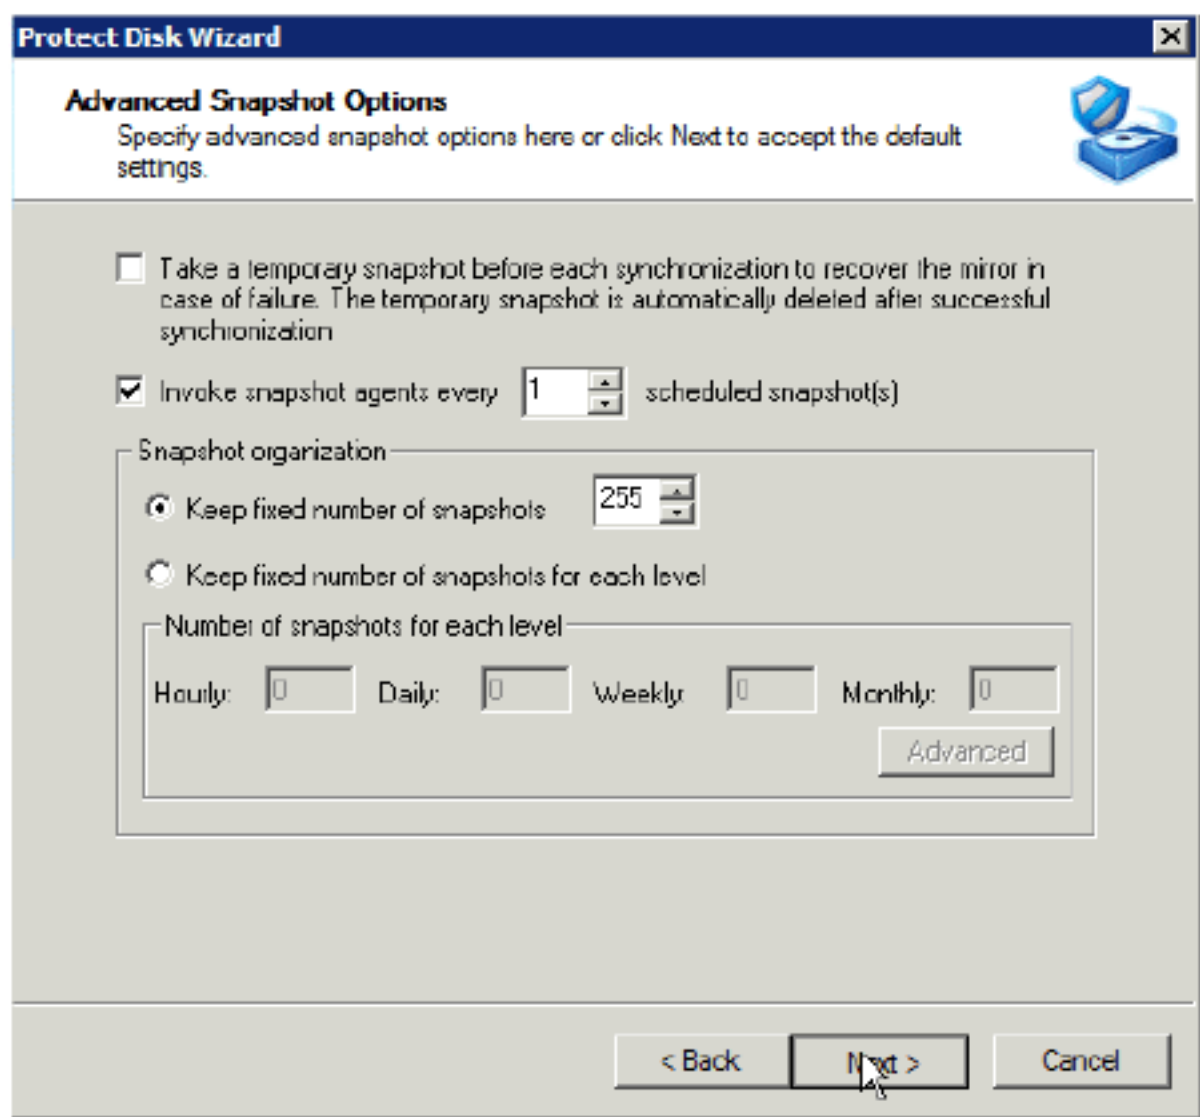 Protect Disk Wizard
Advanced Snapshot Options
Specify advanced snapshot options here or click Next to accept the default
settings.
Take a temporary snapshot before each synchronization to recover the mirror in
case of failure. The temporary snapshot is automatically deleted after successful
synchronization
Invoke snapshot agents every 1 scheduled snapshot(s)
Snapshot organization
Keep fixed number of snapshots 255
Keep fixed number of snapshots for each level
Number of snapshots for each level
Hourly: 0 Daily: 0 Weekly: 0 Monthly: 0
Advanced
< Back Next > Cancel